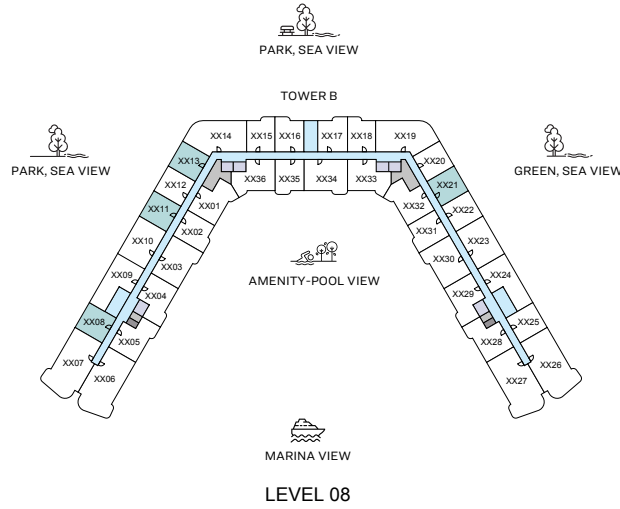 PARK, SEA VIEW
TOWER B
XX14
XX15
XX16
XX17
XX18
XX19
PARK, SEA VIEW
GREEN, SEA VIEW
XX13
XX20
XX12
XX36
XX35
XX34
XX33
XX21
XX11
XX01
XX32
XX22
XX02
XX31
XX10
XX23
XX03
XX30
XX09
XX24
AMENITY-POOL VIEW
XX04
XX29
XX08
XX25
XX05
XX28
XX07
XX26
XX06
XX27
MARINA VIEW
LEVEL 08